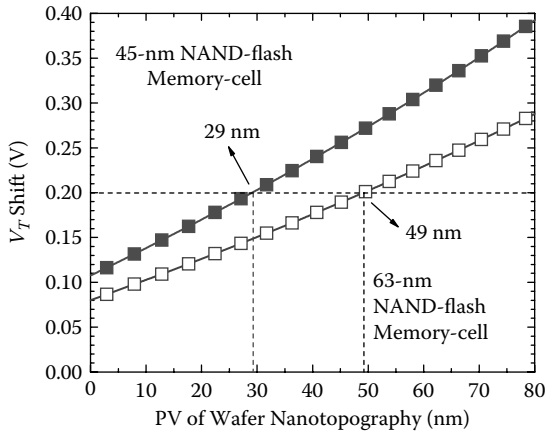 0.40
0.35
0.30
0.25
0.20
0.15
0.10
0.05
0.00
V_T Shift (V)
45-nm NAND-flash
Memory-cell
29 nm
49 nm
63-nm
NAND-flash
Memory-cell
0 10 20 30 40 50 60 70 80
PV of Wafer Nanotopography (nm)